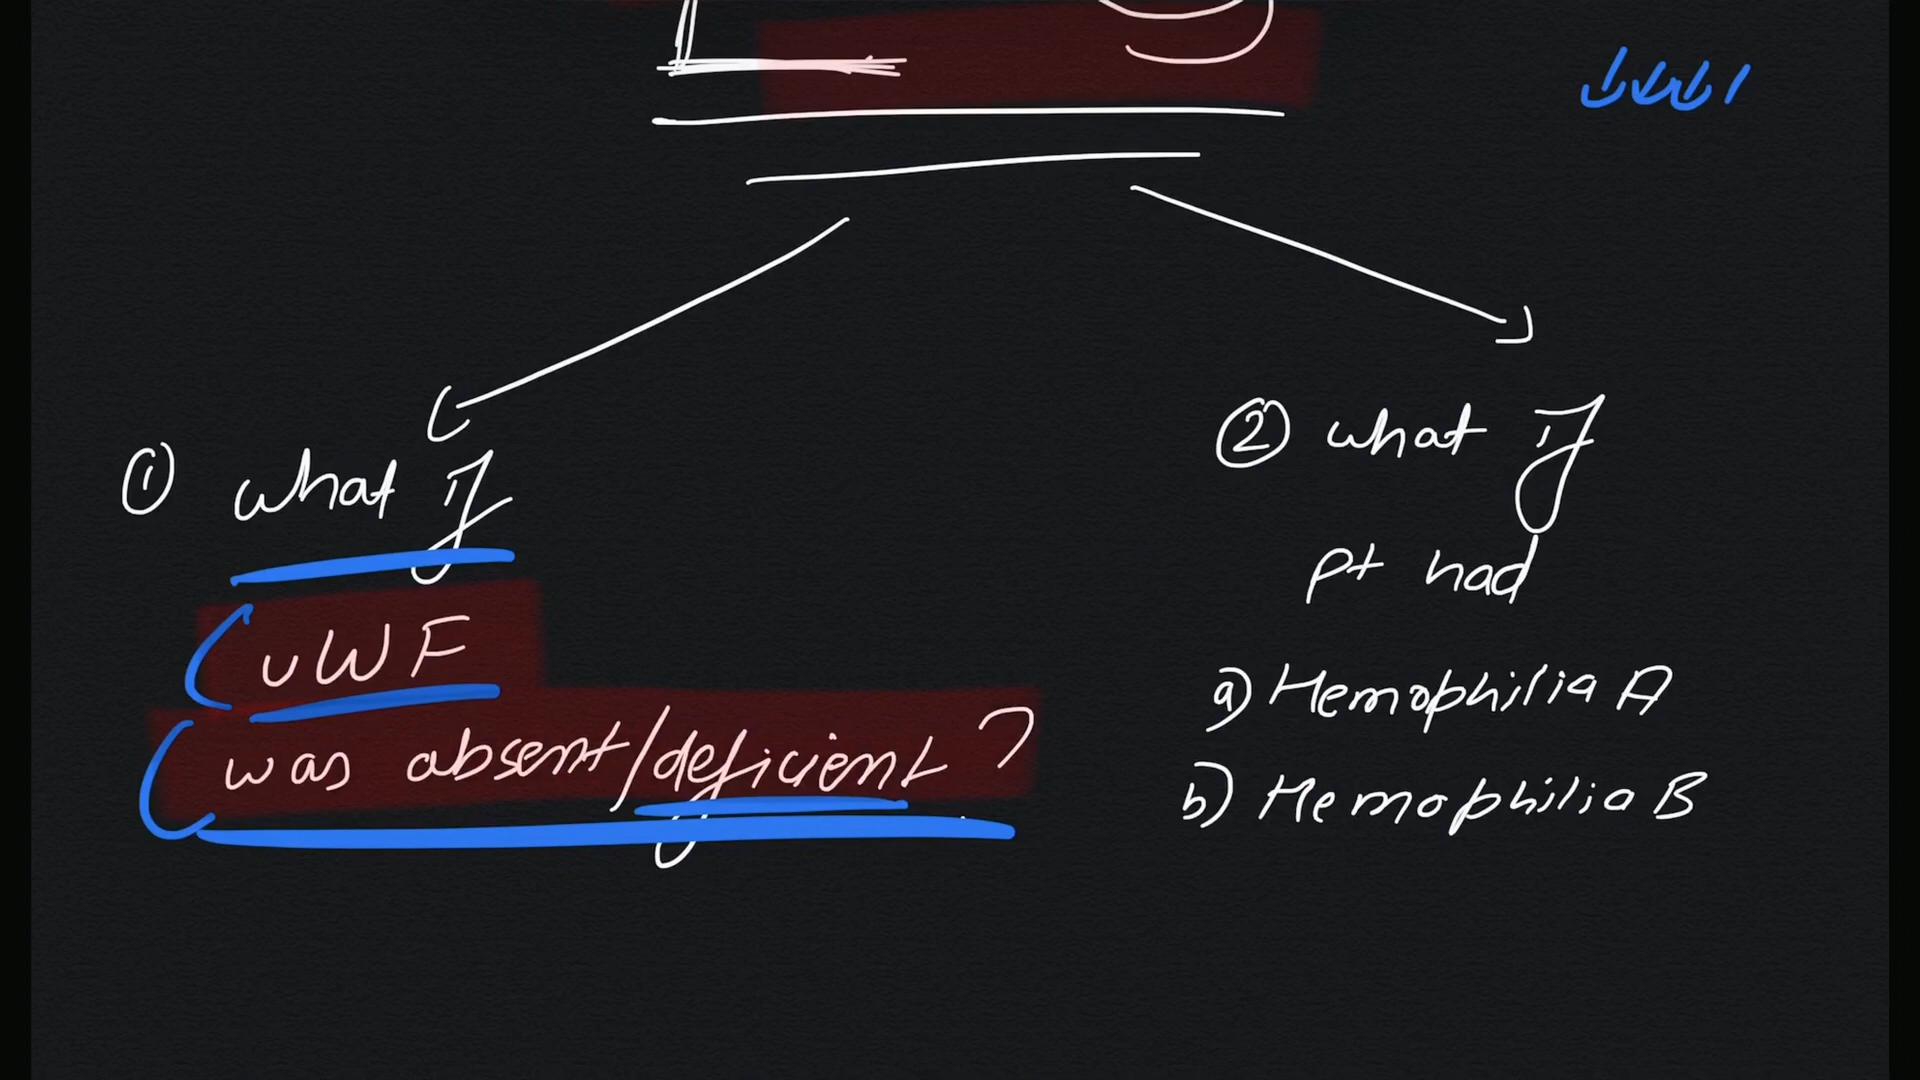 ① what if
vWF
was absent/deficient?
② what if
pt had
a) Hemophilia A
b) Hemophilia B